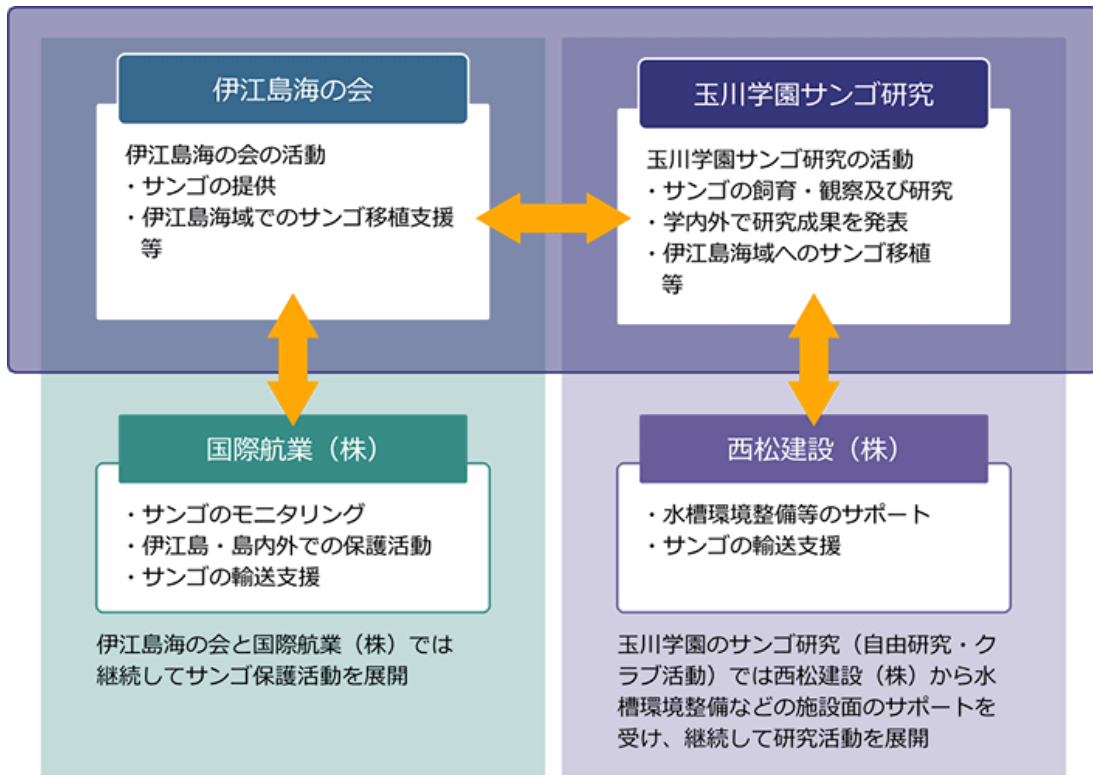 伊江島海の会
伊江島海の会の活動
・サンゴの提供
・伊江島海域でのサンゴ移植支援
等
玉川学園サンゴ研究
玉川学園サンゴ研究の活動
・サンゴの飼育・観察及び研究
・学内外で研究成果を発表
・伊江島海域へのサンゴ移植
等
国際航業（株）
・サンゴのモニタリング
・伊江島・島内外での保護活動
・サンゴの輸送支援
伊江島海の会と国際航業（株）では
継続してサンゴ保護活動を展開
西松建設（株）
・水槽環境整備等のサポート
・サンゴの輸送支援
玉川学園のサンゴ研究（自由研究・ク
ラブ活動）では西松建設（株）から水
槽環境整備などの施設面のサポートを
受け、継続して研究活動を展開